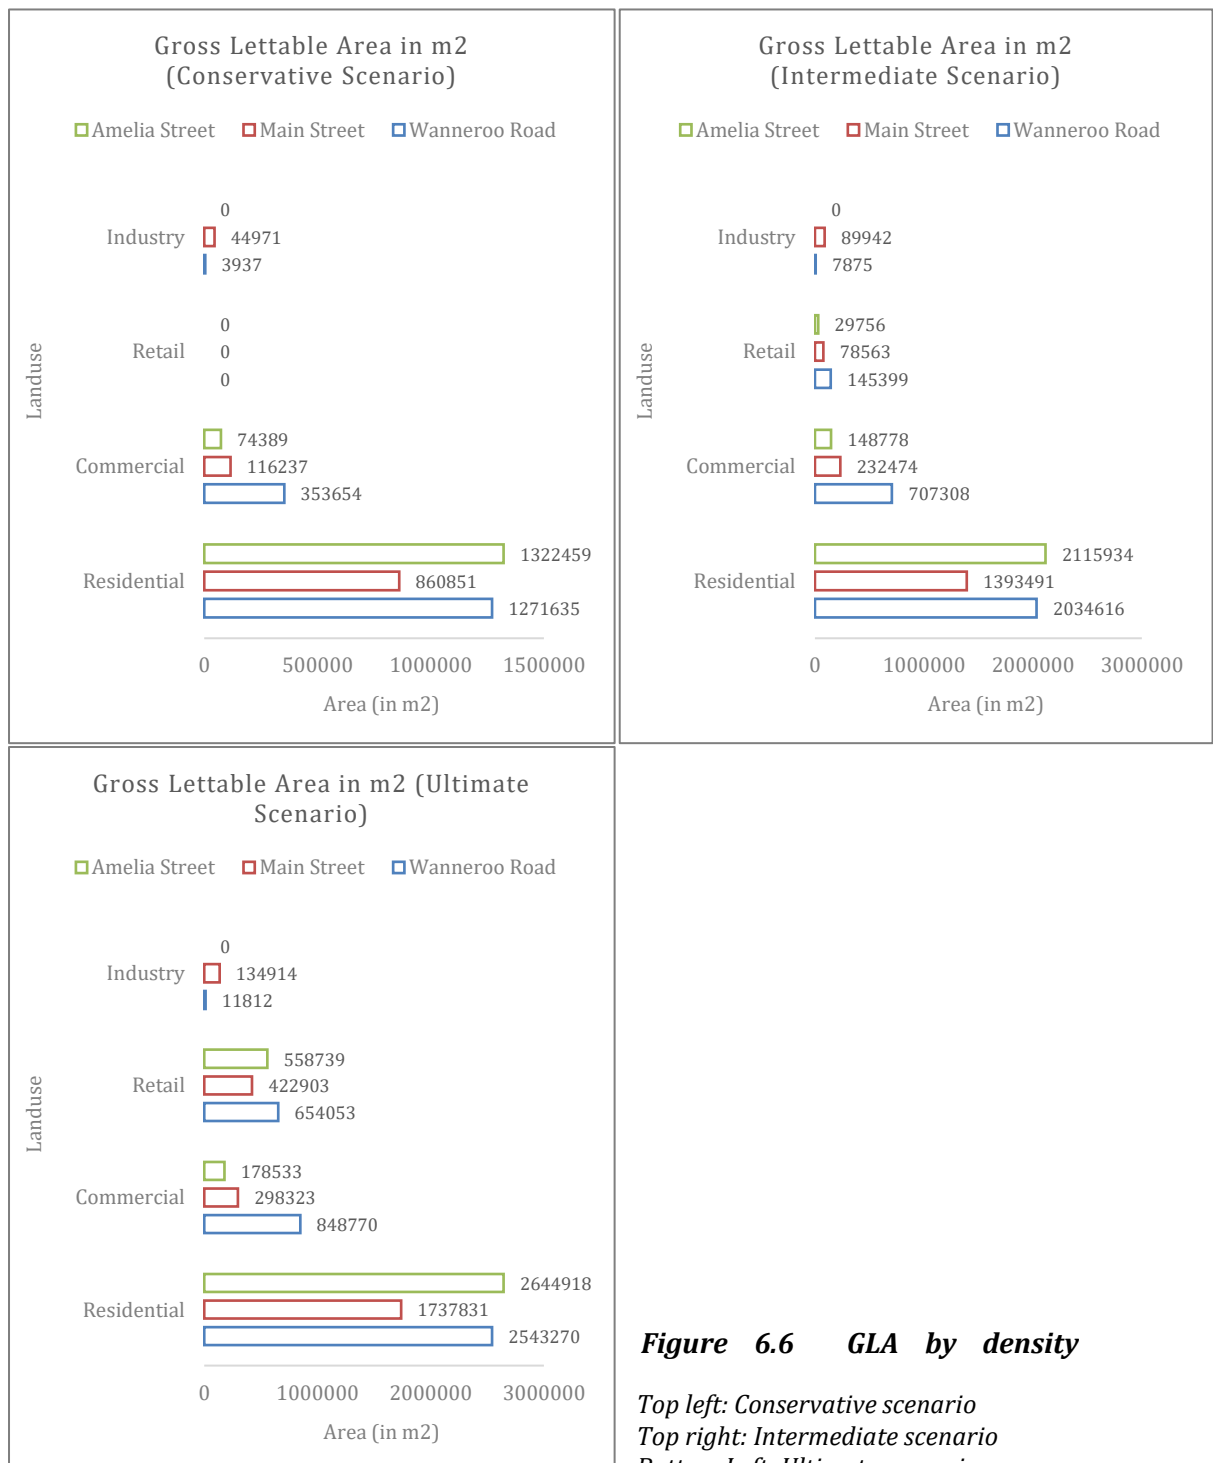 Gross Lettable Area in m2
(Conservative Scenario)
Amelia Street Main Street Wanneroo Road
0
Industry 44971
3937
0
Retail 0
0
Landuse
74389
Commercial 116237
353654
1322459
Residential 860851
1271635
0 500000 1000000 1500000
Area (in m2)
Gross Lettable Area in m2
(Intermediate Scenario)
Amelia Street Main Street Wanneroo Road
0
Industry 89942
7875
29756
Retail 78563
145399
Landuse
148778
Commercial 232474
707308
2115934
Residential 1393491
2034616
0 1000000 2000000 3000000
Area (in m2)
Gross Lettable Area in m2 (Ultimate
Scenario)
Amelia Street Main Street Wanneroo Road
0
Industry 134914
11812
558739
Retail 422903
654053
Landuse
178533
Commercial 298323
848770
2644918
Residential 1737831
2543270
0 1000000 2000000 3000000
Area (in m2)
Figure 6.6 GLA by density
Top left: Conservative scenario
Top right: Intermediate scenario
Bottom Left: Ultimate scenario